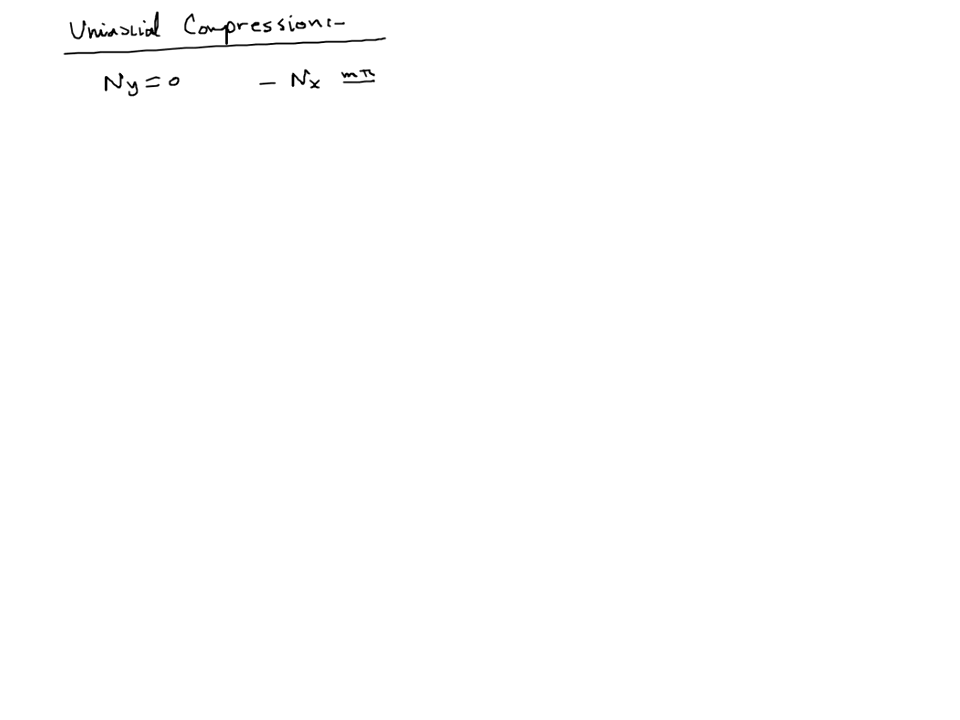 Uniaxial Compression:-
Ny = 0 - Nx mπ